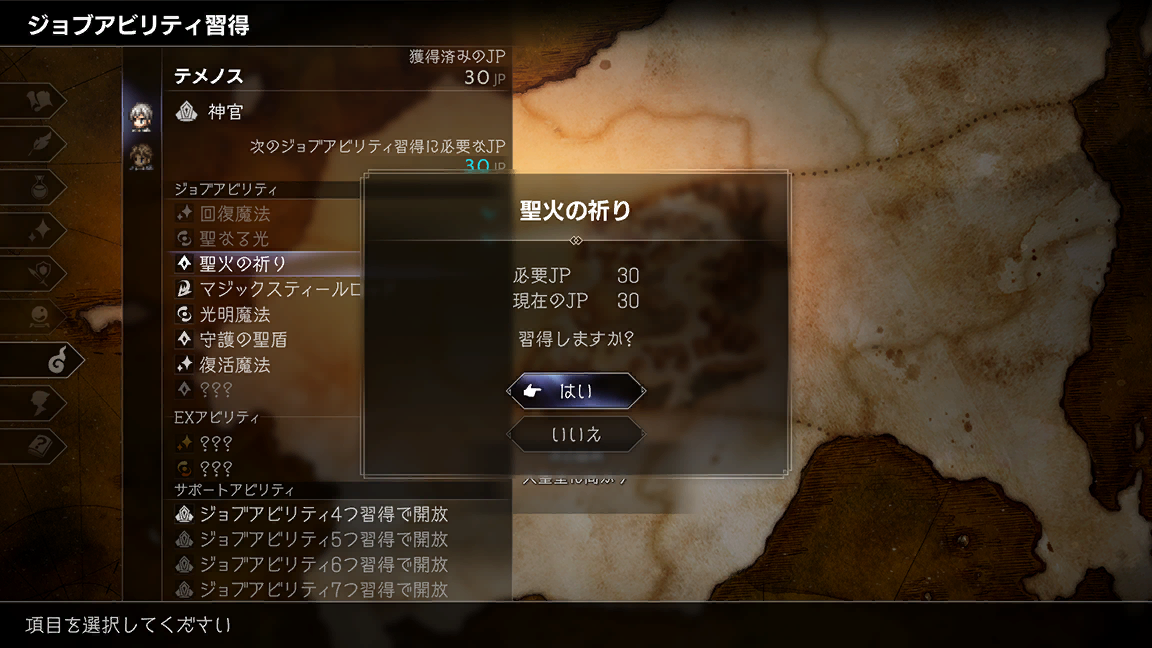 ジョブアビリティ習得
獲得済みのJP
テメノス
30 JP
神官
次のジョブアビリティ習得に必要なJP
30 JP
ジョブアビリティ
回復魔法
聖なる光
聖火の祈り
マジックスティール
光明魔法
守護の聖盾
復活魔法
???
EXアビリティ
???
???
サポートアビリティ
ジョブアビリティ4つ習得で開放
ジョブアビリティ5つ習得で開放
ジョブアビリティ6つ習得で開放
ジョブアビリティ7つ習得で開放
聖火の祈り
必要JP 30
現在のJP 30
習得しますか?
はい
いいえ
項目を選択してください